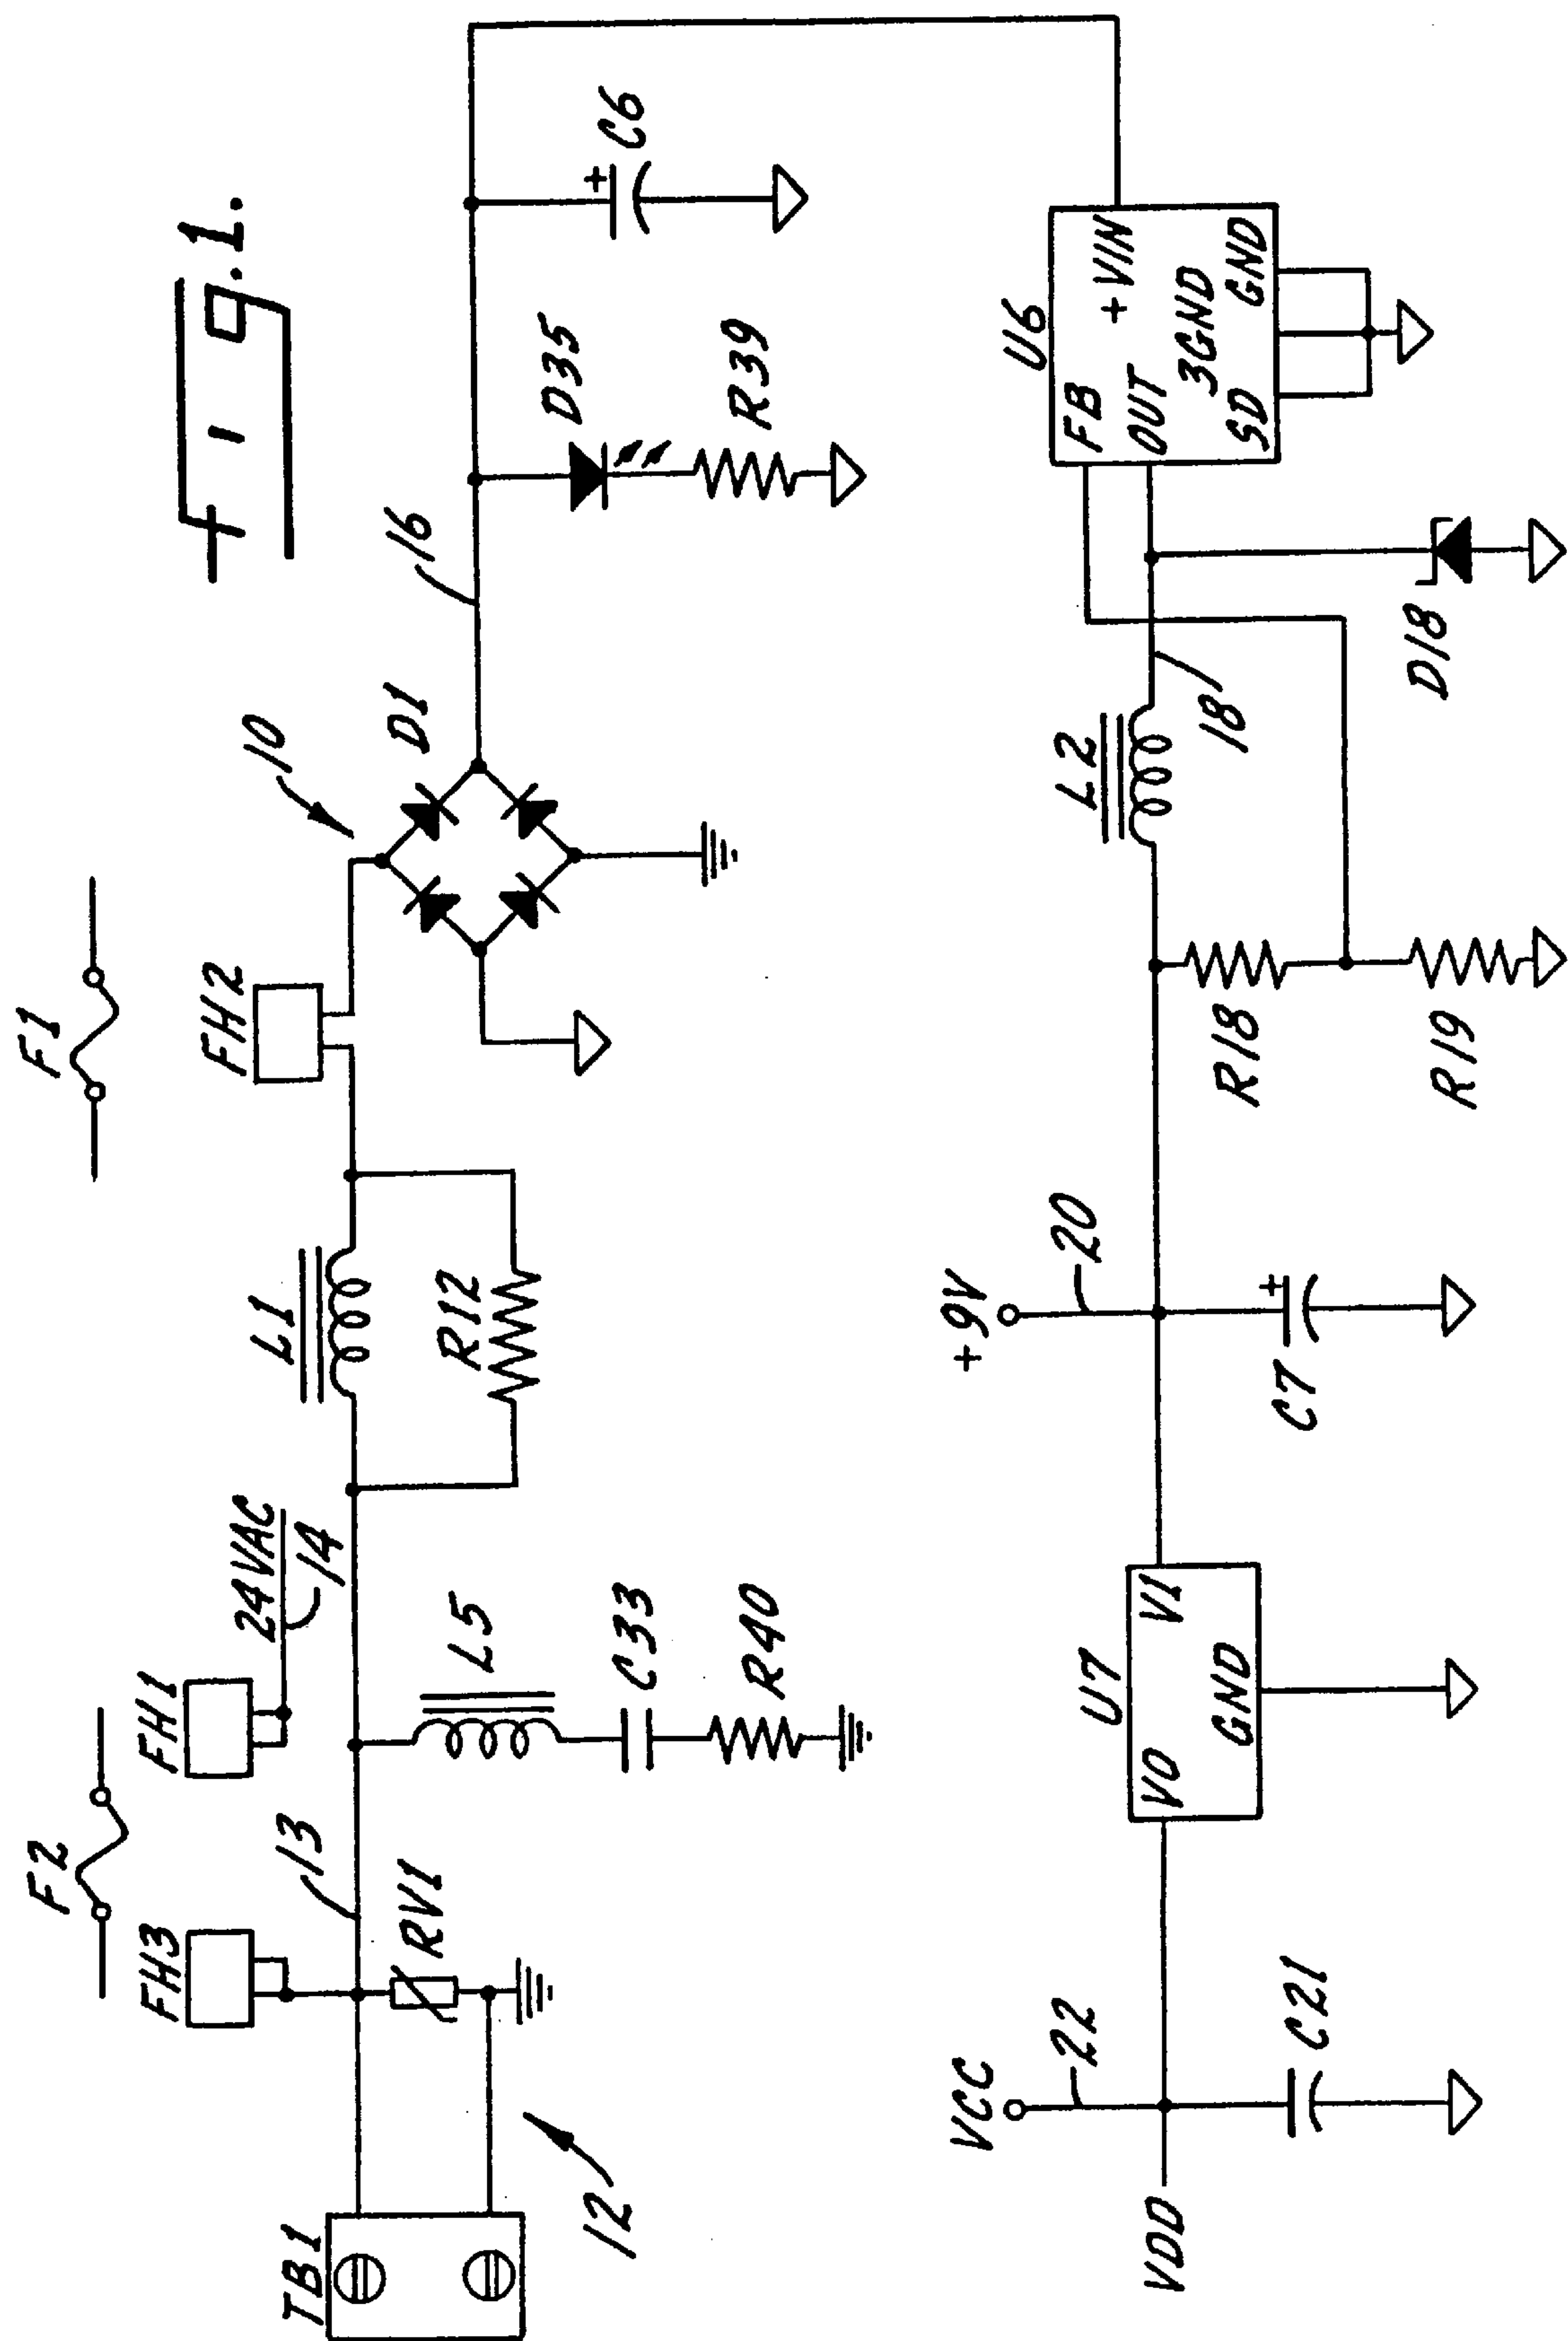 Fig.1.
F2
F1
FH3
FH1
24VAC
14
FH2
10
13
L1
D1
16
TB1
RV1
L5
R12
D35
C6
12
C33
R39
R40
VCC
+9V
22
20
U7
L2
U6
VDD
VO
VI
GND
18
FB
OUT
+VIN
3GND
SD
GND
C21
C7
R18
R19
D18